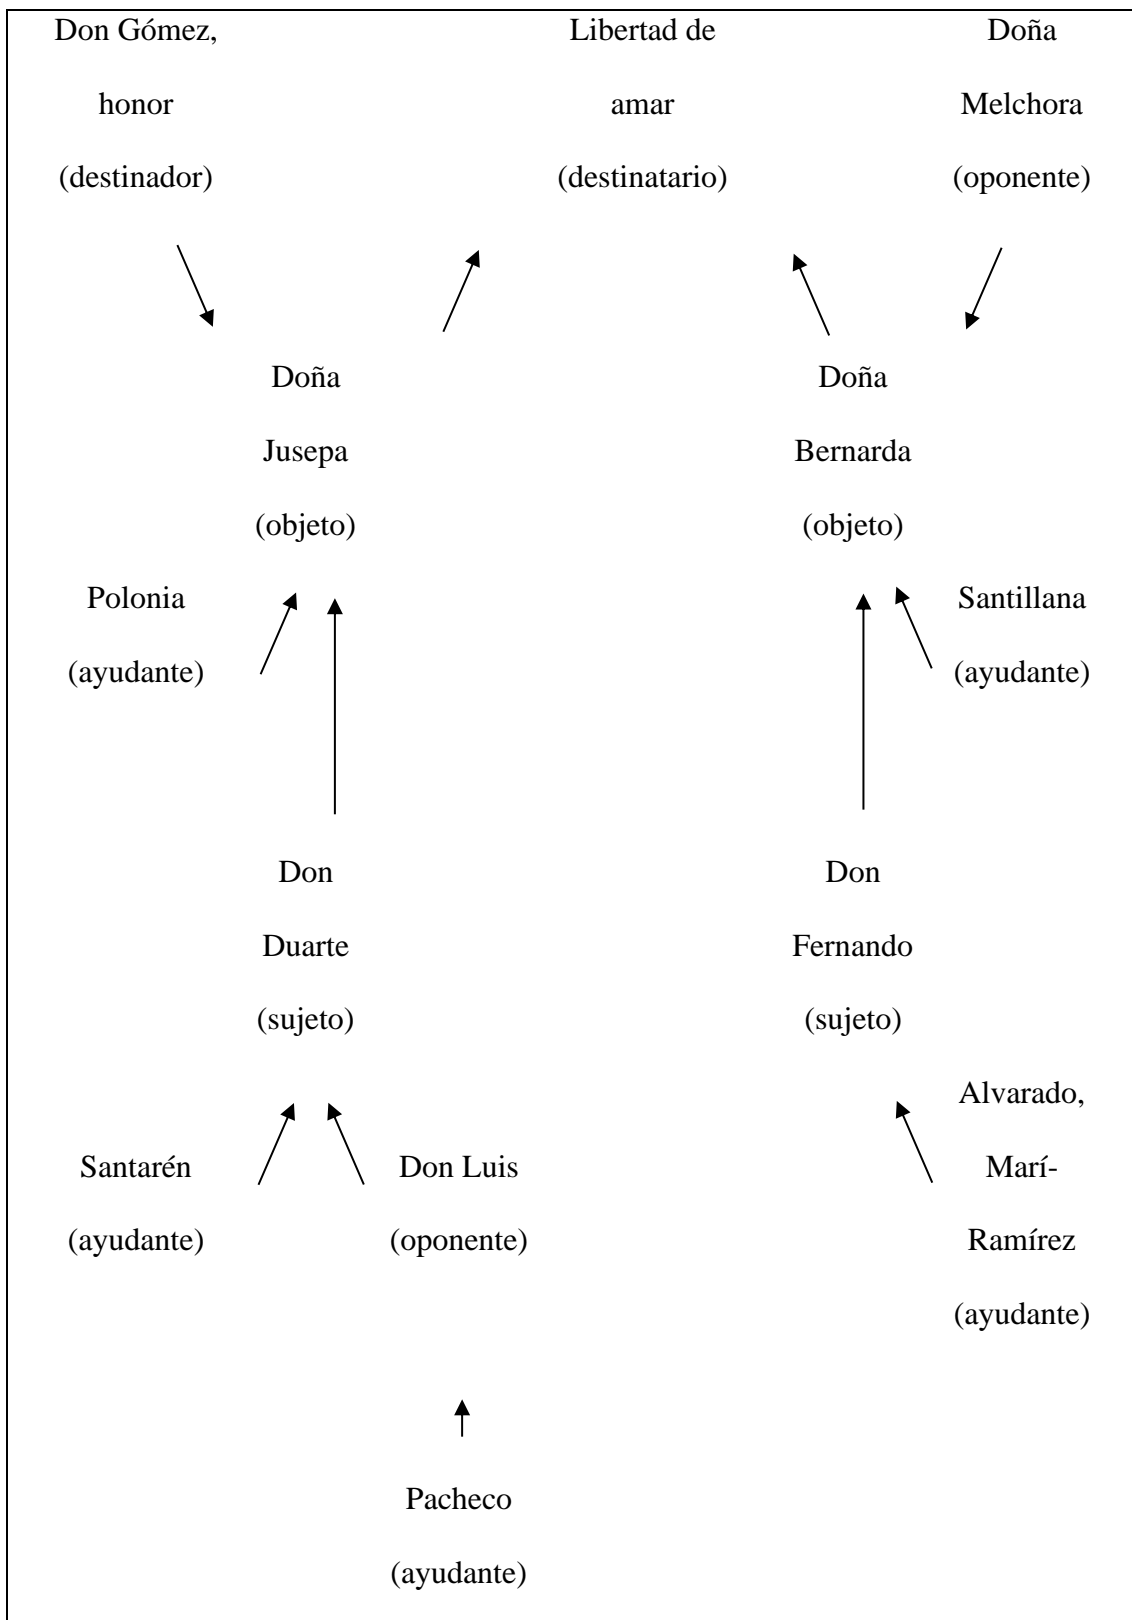 Don Gómez,
honor
(destinador)
Libertad de
amar
(destinatario)
Doña
Melchora
(oponente)
Doña
Jusepa
(objeto)
Doña
Bernarda
(objeto)
Polonia
(ayudante)
Santillana
(ayudante)
Don
Duarte
(sujeto)
Don
Fernando
(sujeto)
Santarén
(ayudante)
Don Luis
(oponente)
Alvarado,
Marí-
Ramírez
(ayudante)
Pacheco
(ayudante)